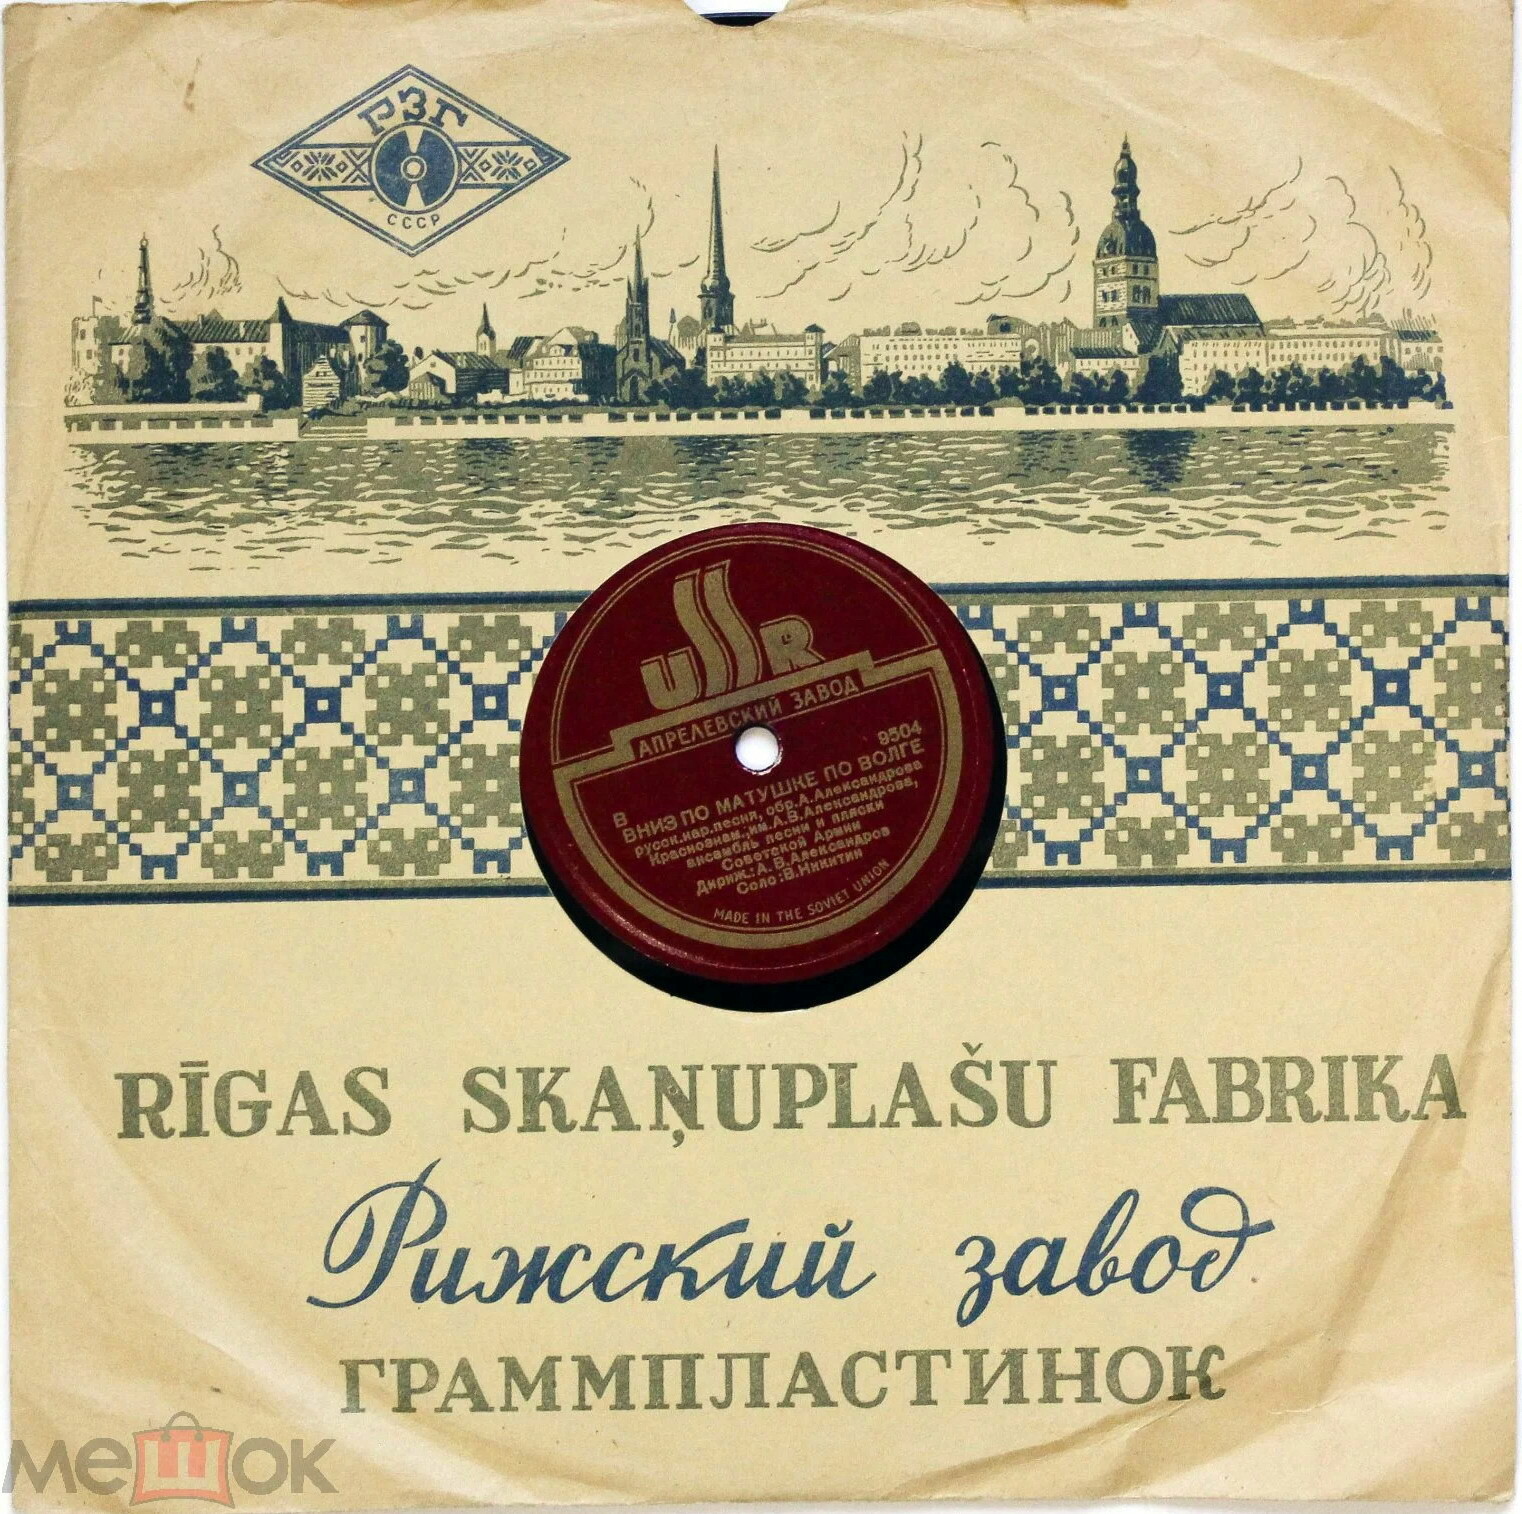 РЗГ
СССР
USSR
АПРЕЛЕВСКИЙ ЗАВОД
9504
В
ВНИЗ ПО МАТУШКЕ ПО ВОЛГЕ
Русск.нар.песня, обр.А.Александрова
Краснознам.,им.А.В.Александрова,
ансамбль песни и пляски
Советской Армии
Дириж.: А.В.Александров
Соло: В.Никитин
MADE IN THE SOVIET UNION
RĪGAS SKAŅUPLAŠU FABRIKA
Рижский завод
ГРАММПЛАСТИНОК
мешок